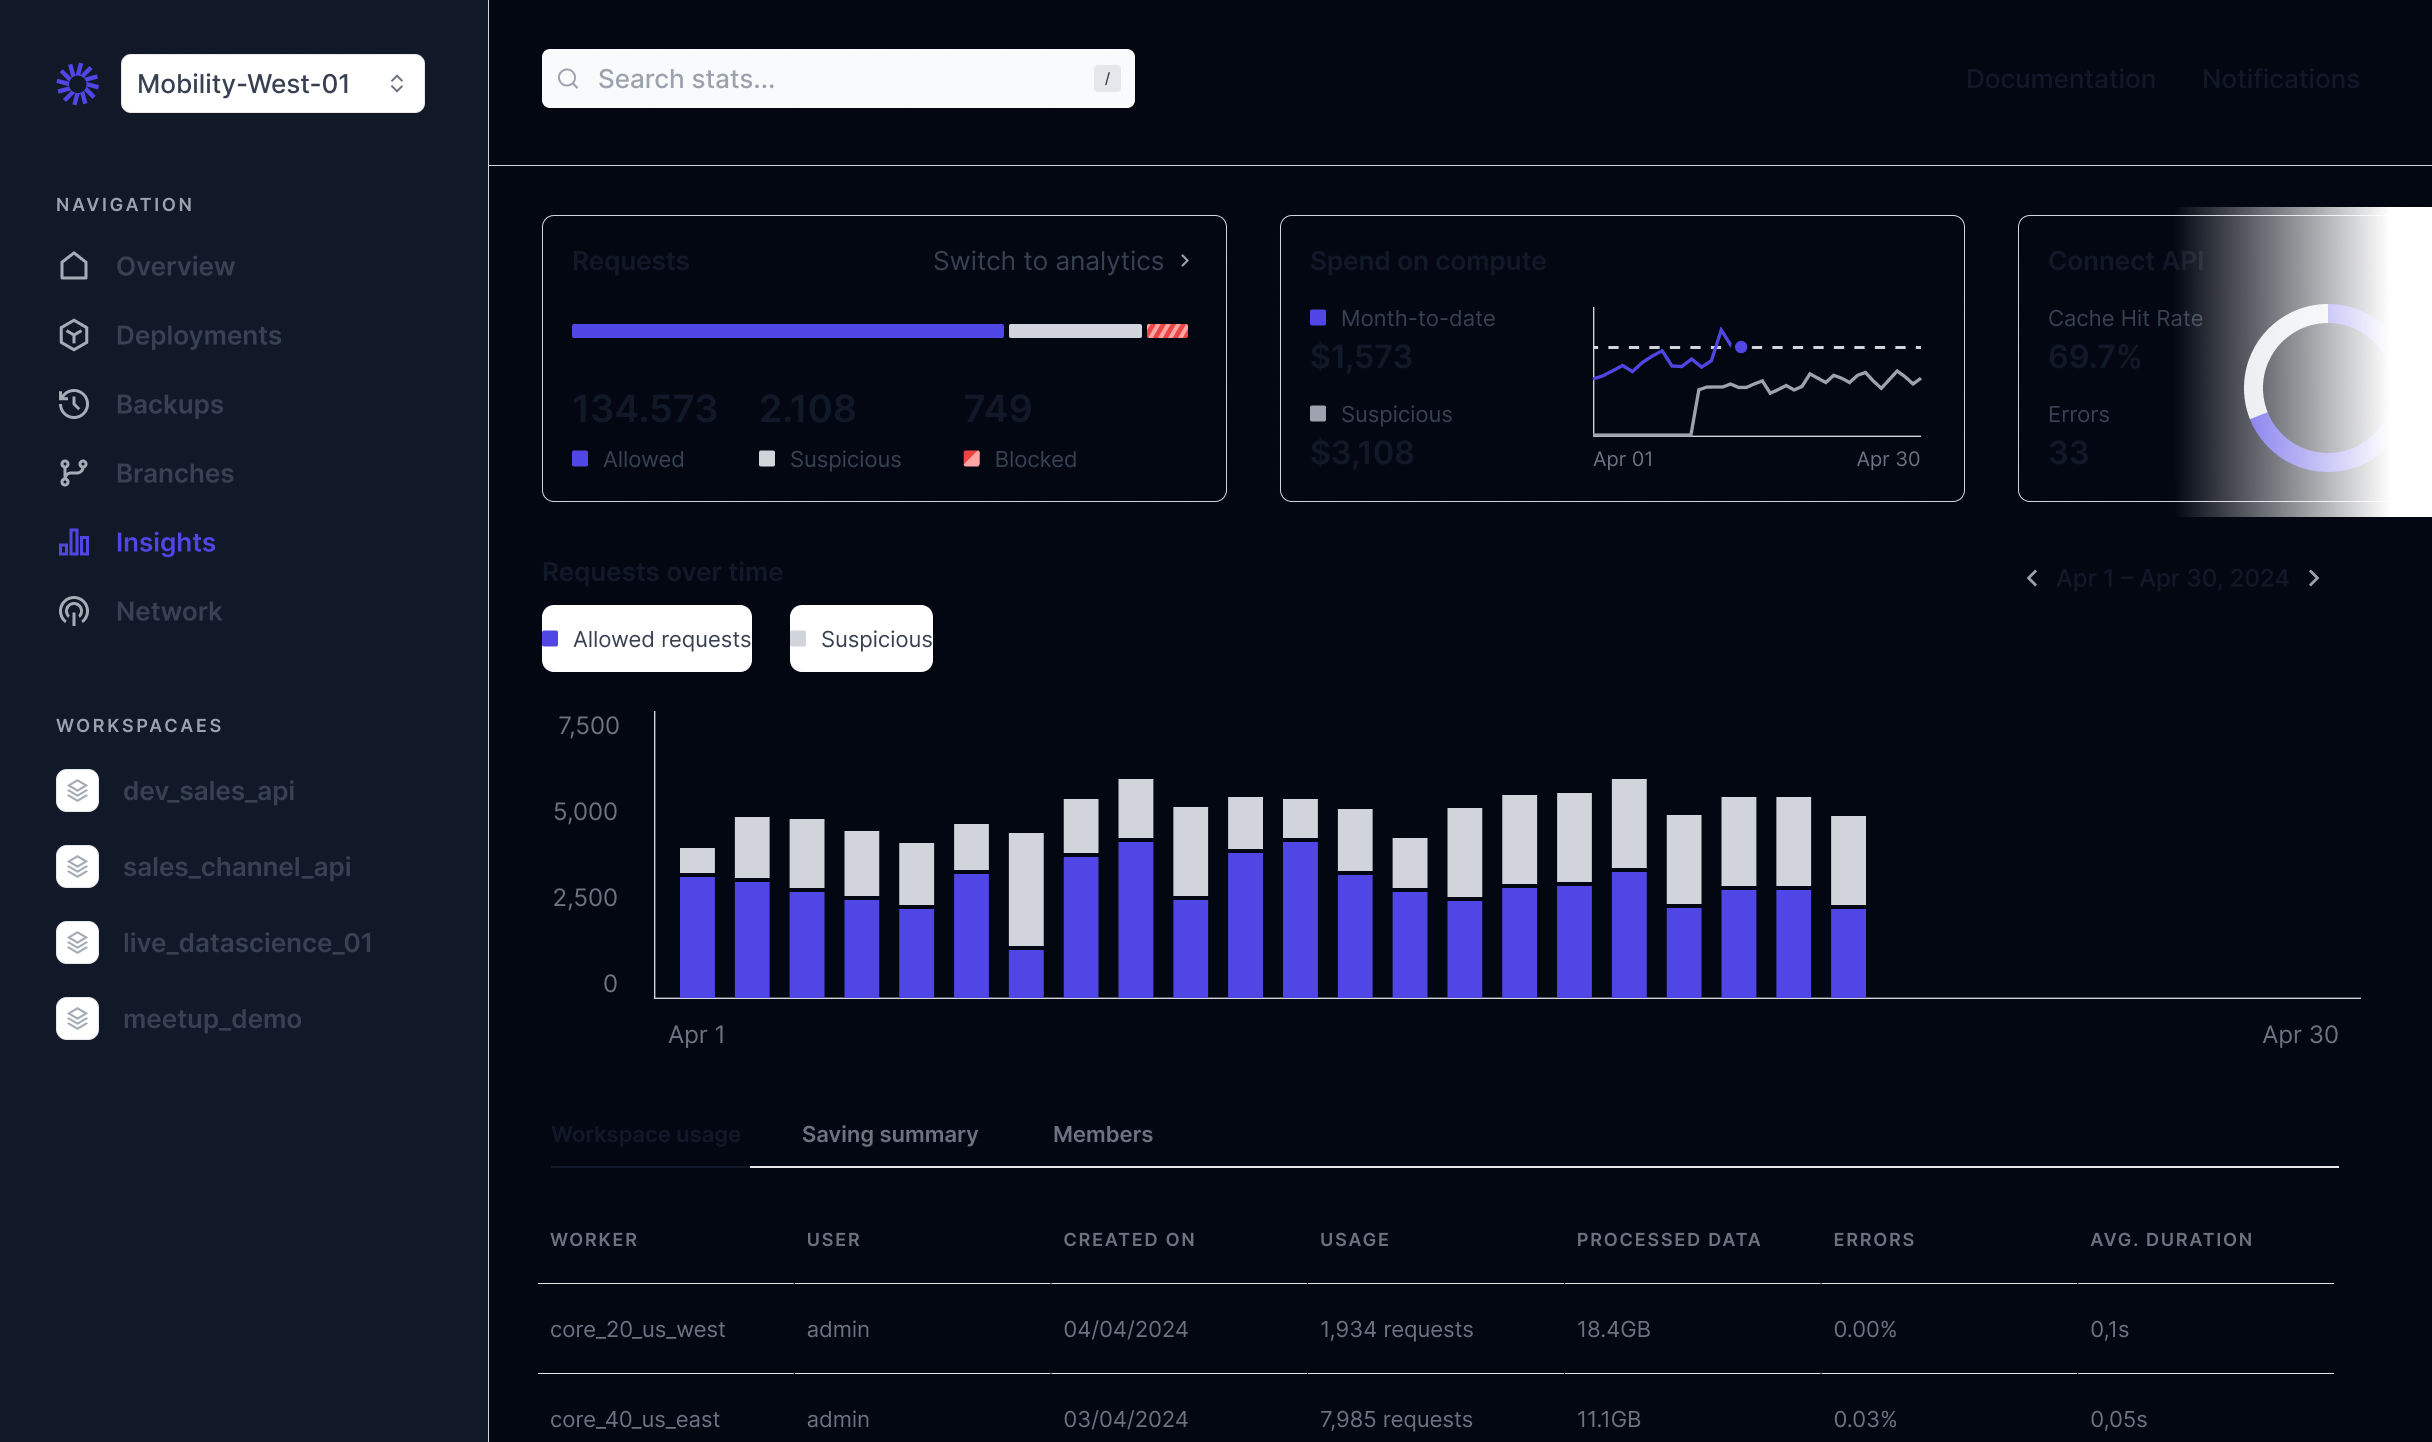 Mobility-West-01
Search stats...
/
Documentation
Notifications
NAVIGATION
Overview
Deployments
Backups
Branches
Insights
Network
WORKSPACAES
dev_sales_api
sales_channel_api
live_datascience_01
meetup_demo
Requests
Switch to analytics
134.573
2.108
749
Allowed
Suspicious
Blocked
Spend on compute
Month-to-date
$1,573
Suspicious
$3,108
Apr 01
Apr 30
Connect API
Cache Hit Rate
69.7%
Errors
33
Requests over time
Apr 1 – Apr 30, 2024
Allowed requests
Suspicious
7,500
5,000
2,500
0
Apr 1
Apr 30
Workspace usage
Saving summary
Members
WORKER USER CREATED ON USAGE PROCESSED DATA ERRORS AVG. DURATION
core_20_us_west admin 04/04/2024 1,934 requests 18.4GB 0.00% 0,1s
core_40_us_east admin 03/04/2024 7,985 requests 11.1GB 0.03% 0,05s